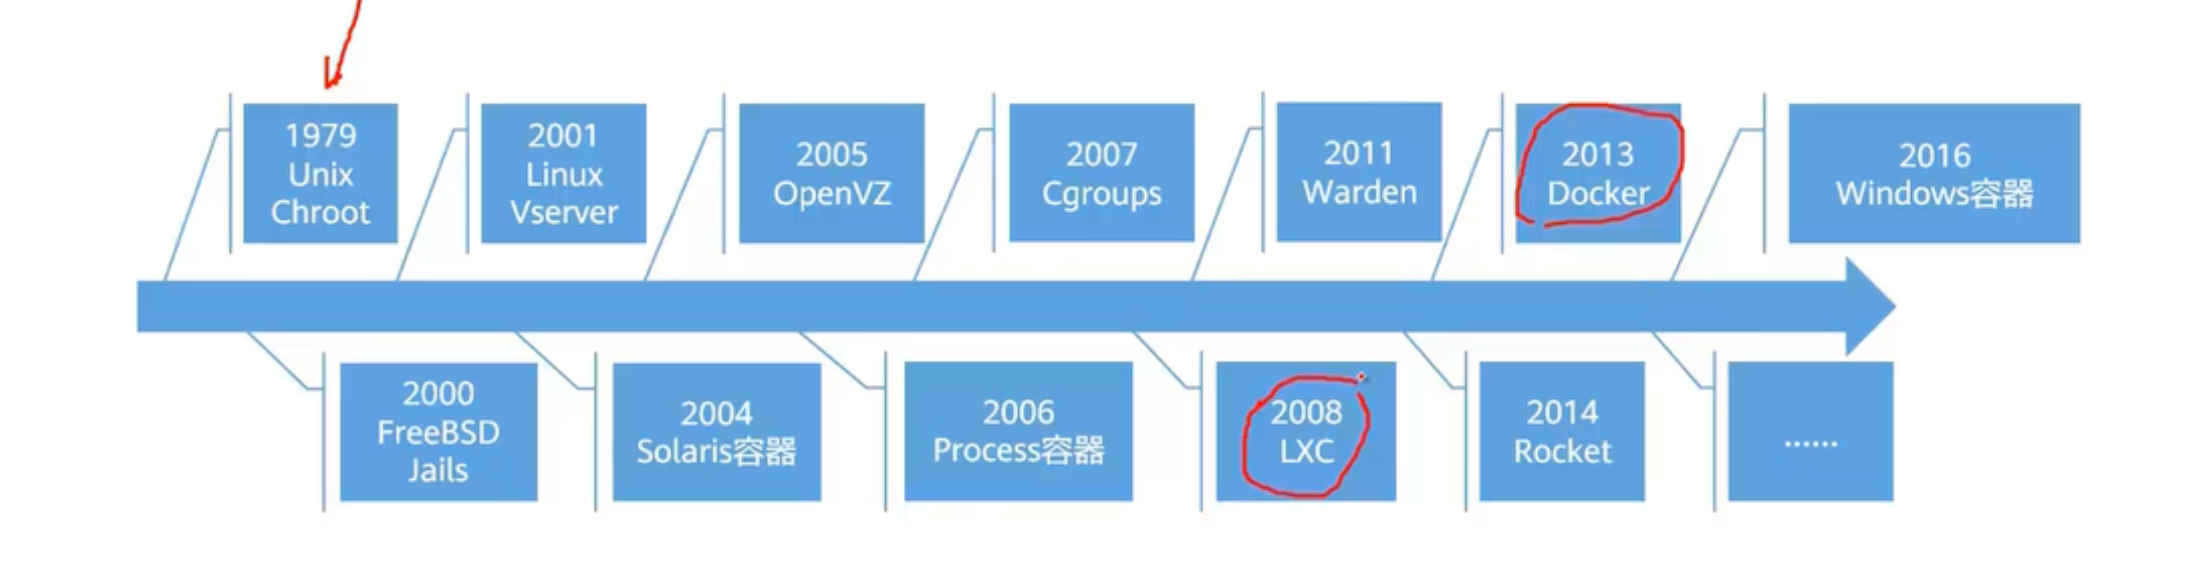 1979
Unix
Chroot
2001
Linux
Vserver
2005
OpenVZ
2007
Cgroups
2011
Warden
2013
Docker
2016
Windows容器
2000
FreeBSD
Jails
2004
Solaris容器
2006
Process容器
2008
LXC
2014
Rocket
······